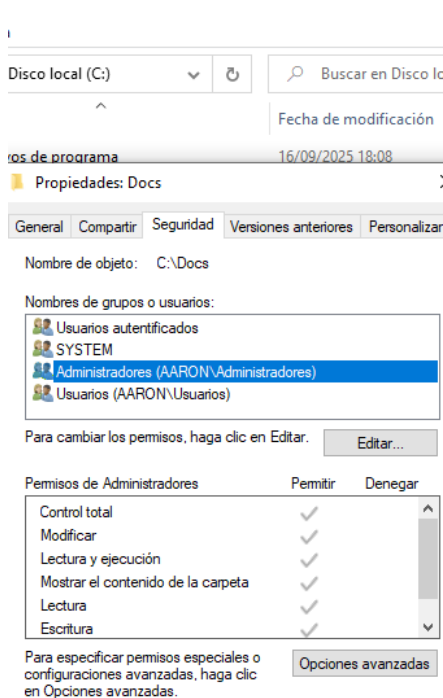 Disco local (C:)
Buscar en Disco lo
Fecha de modificación
vos de programa
16/09/2025 18:08
Propiedades: Docs
General
Compartir
Seguridad
Versiones anteriores
Personalizar
Nombre de objeto:
C:\Docs
Nombres de grupos o usuarios:
Usuarios autentificados
SYSTEM
Administradores (AARON\Administradores)
Usuarios (AARON\Usuarios)
Para cambiar los permisos, haga clic en Editar.
Editar...
Permisos de Administradores
Permitir
Denegar
Control total
Modificar
Lectura y ejecución
Mostrar el contenido de la carpeta
Lectura
Escritura
Para especificar permisos especiales o
configuraciones avanzadas, haga clic
en Opciones avanzadas.
Opciones avanzadas